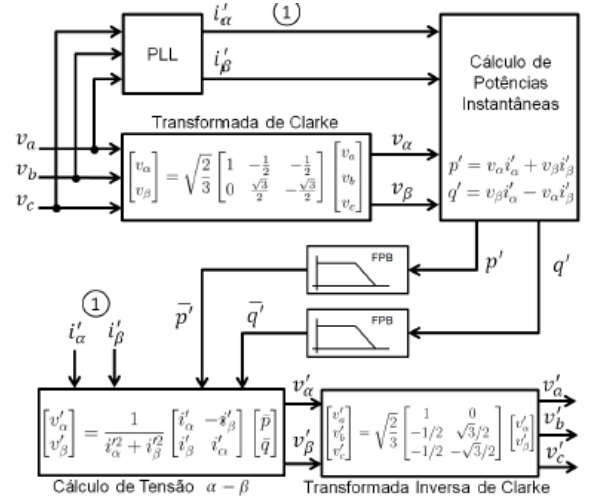 i'α ①
PLL
i'β
Cálculo de
Potências
Instantâneas
Transformada de Clarke
va
vb
vc
[vα vβ] = √(2/3) [1 -1/2 -1/2; 0 √3/2 -√3/2] [va vb vc]
vα
vβ
p' = vαi'α + vβi'β
q' = vβi'α - vαi'β
FPB
p'
q'
p̄'
FPB
q̄'
①
i'α i'β
[v'α v'β] = 1/(i'α² + i'β²) [i'α -i'β; i'β i'α] [p̄ q̄]
v'α
v'β
[v'a v'b v'c] = √(2/3) [1 0; -1/2 √3/2; -1/2 -√3/2] [v'α v'β]
v'a
v'b
v'c
Cálculo de Tensão α - β
Transformada Inversa de Clarke